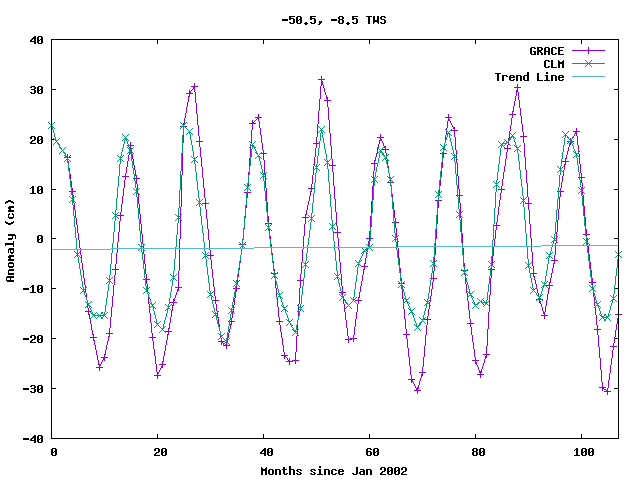 -50.5, -8.5 TWS
GRACE
CLM
Trend Line
40
30
20
10
0
-10
-20
-30
-40
Anomaly (cm)
0 20 40 60 80 100
Months since Jan 2002